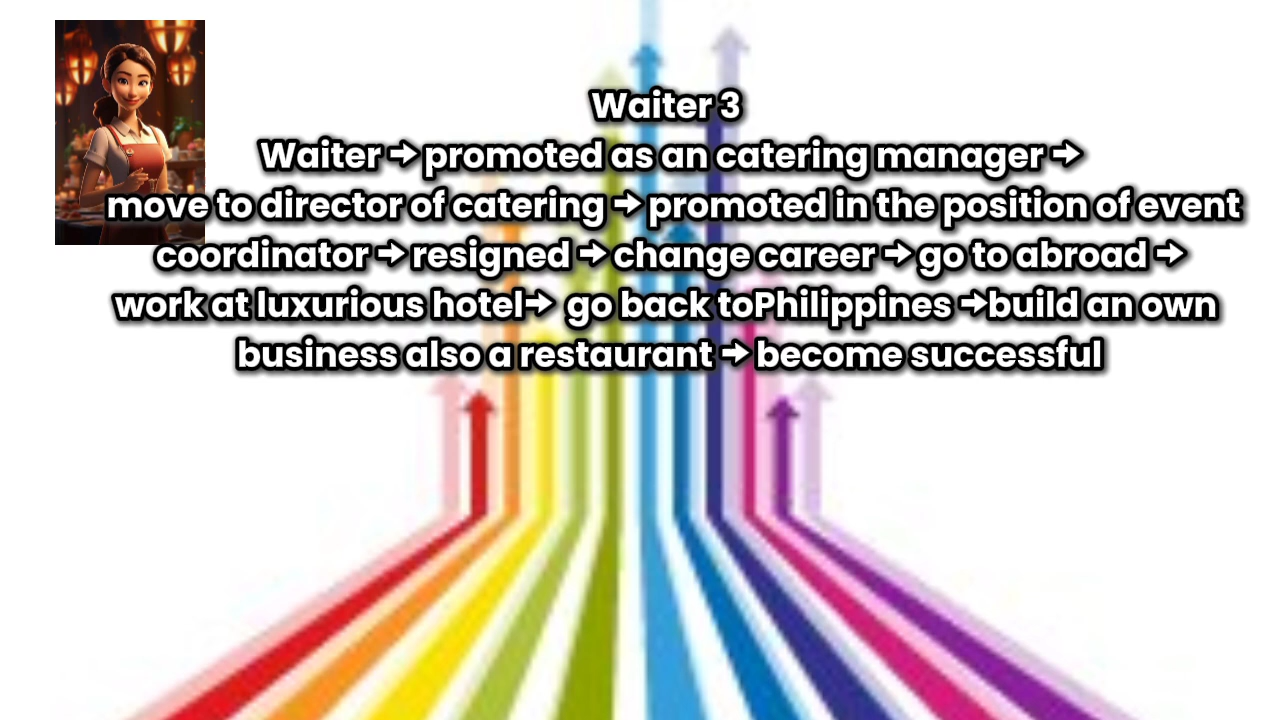 Waiter 3
Waiter → promoted as an catering manager →
move to director of catering → promoted in the position of event
coordinator → resigned → change career → go to abroad →
work at luxurious hotel→ go back toPhilippines →build an own
business also a restaurant → become successful